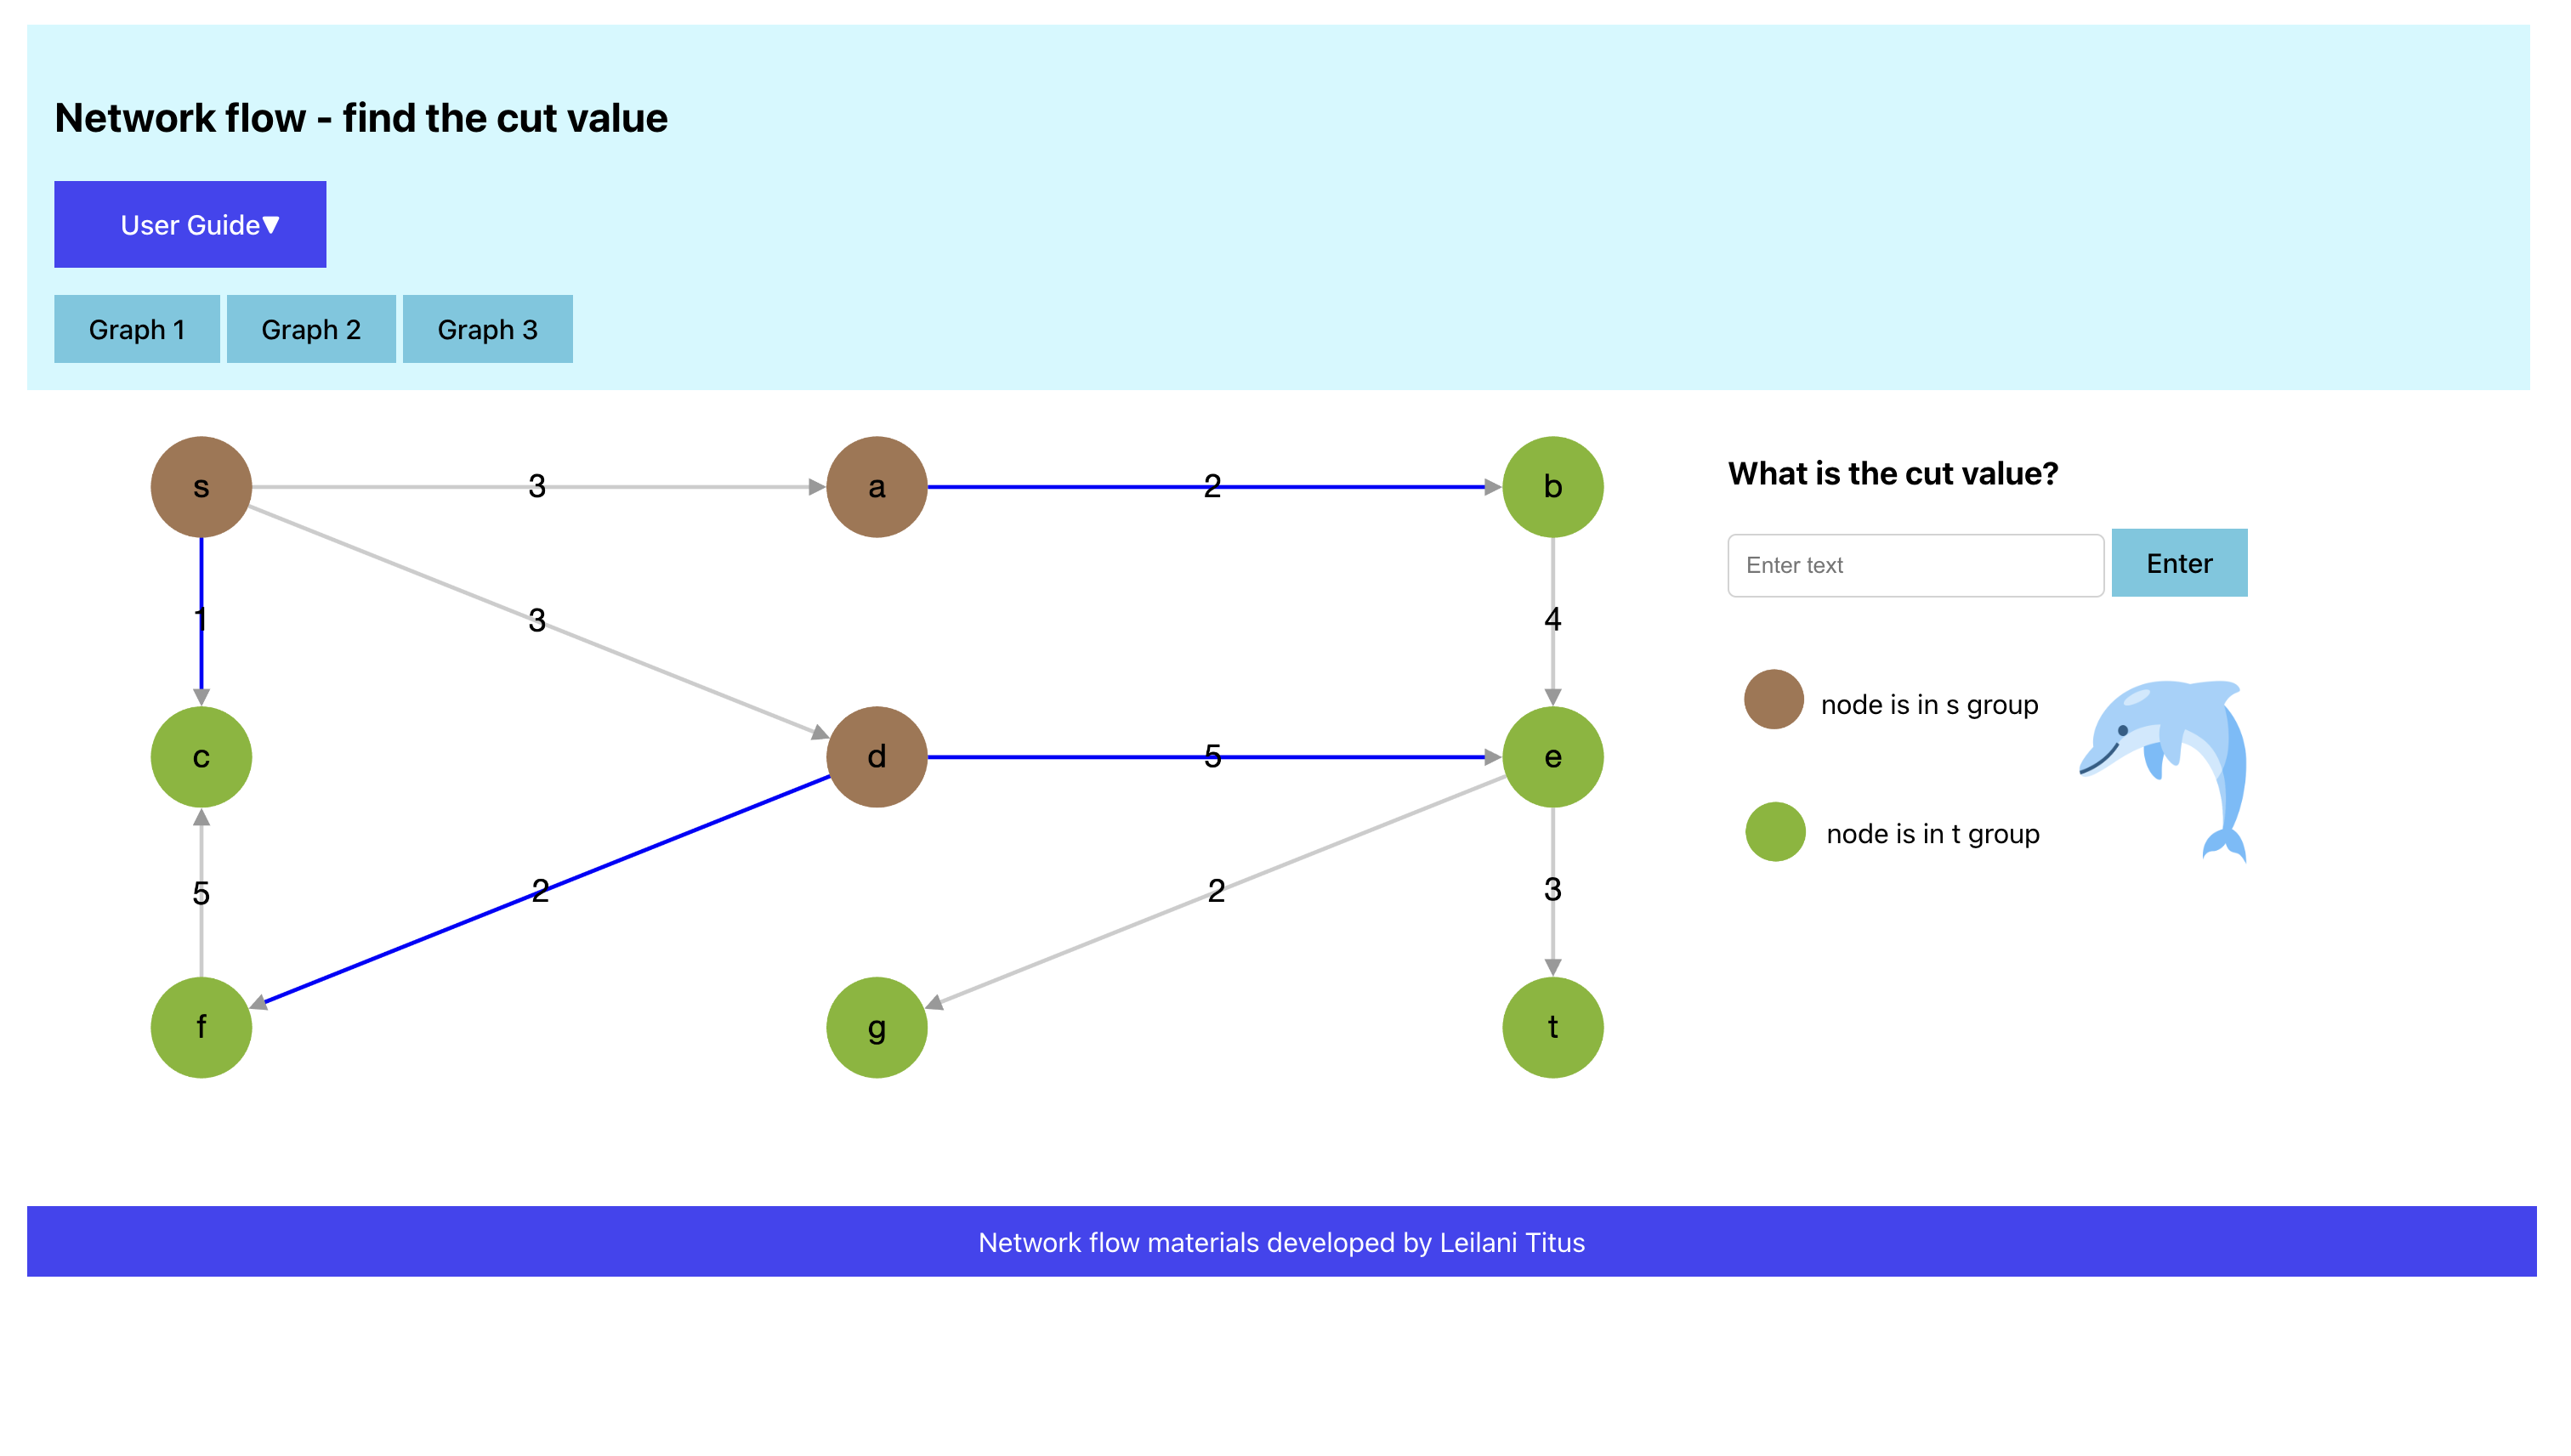 Network flow - find the cut value
User Guide▼
Graph 1 Graph 2 Graph 3
s 3 a 2 b
What is the cut value?
Enter text Enter
1 3 4
node is in s group
c d 5 e
node is in t group
5 2 2 3
f g t
Network flow materials developed by Leilani Titus